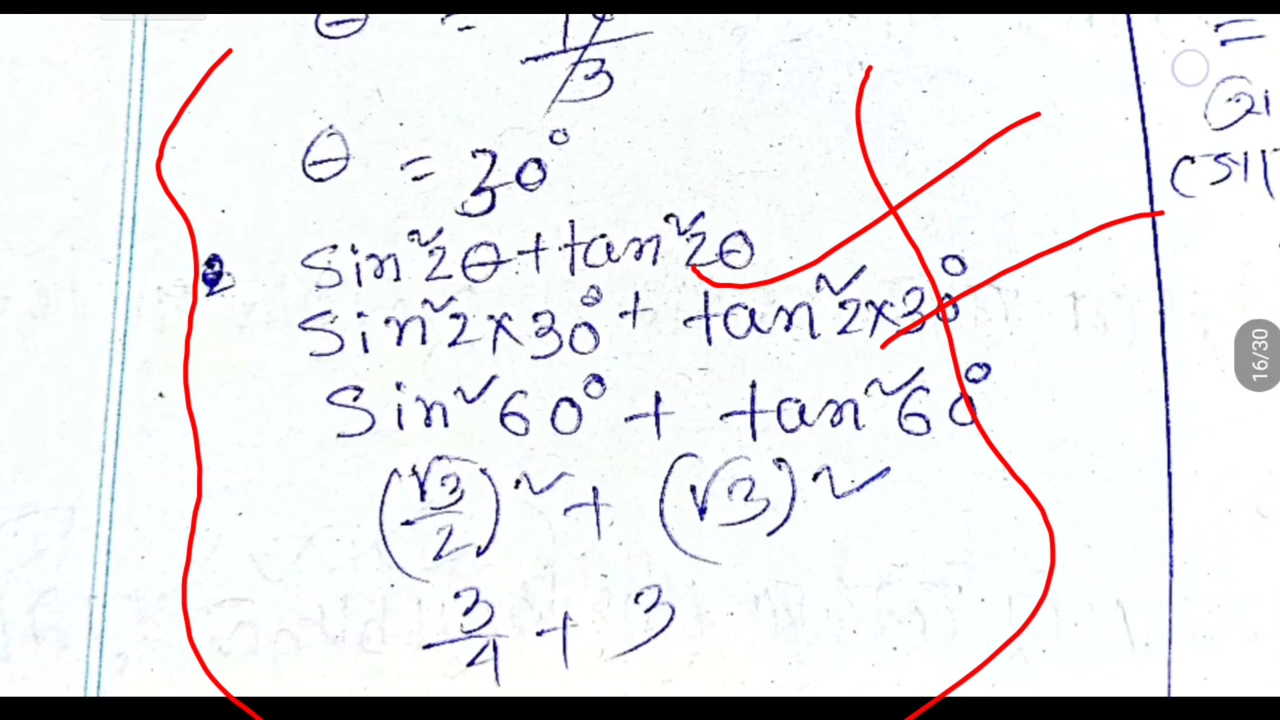 θ =
3
θ = 30°
sin²2θ + tan²2θ
sin²2×30° + tan²2×30°
sin²60° + tan²60°
(√3/2)² + (√3)²
3/4 + 3
=
16/30